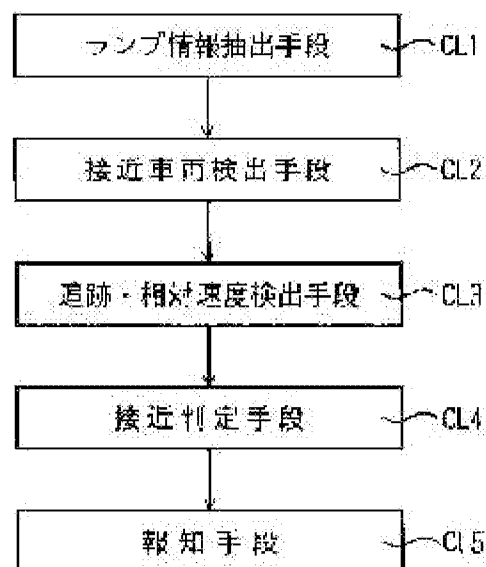 ランプ情報抽出手段 CL1
接近車両検出手段 CL2
追跡・相対速度検出手段 CL3
接近判定手段 CL4
報知手段 CL5